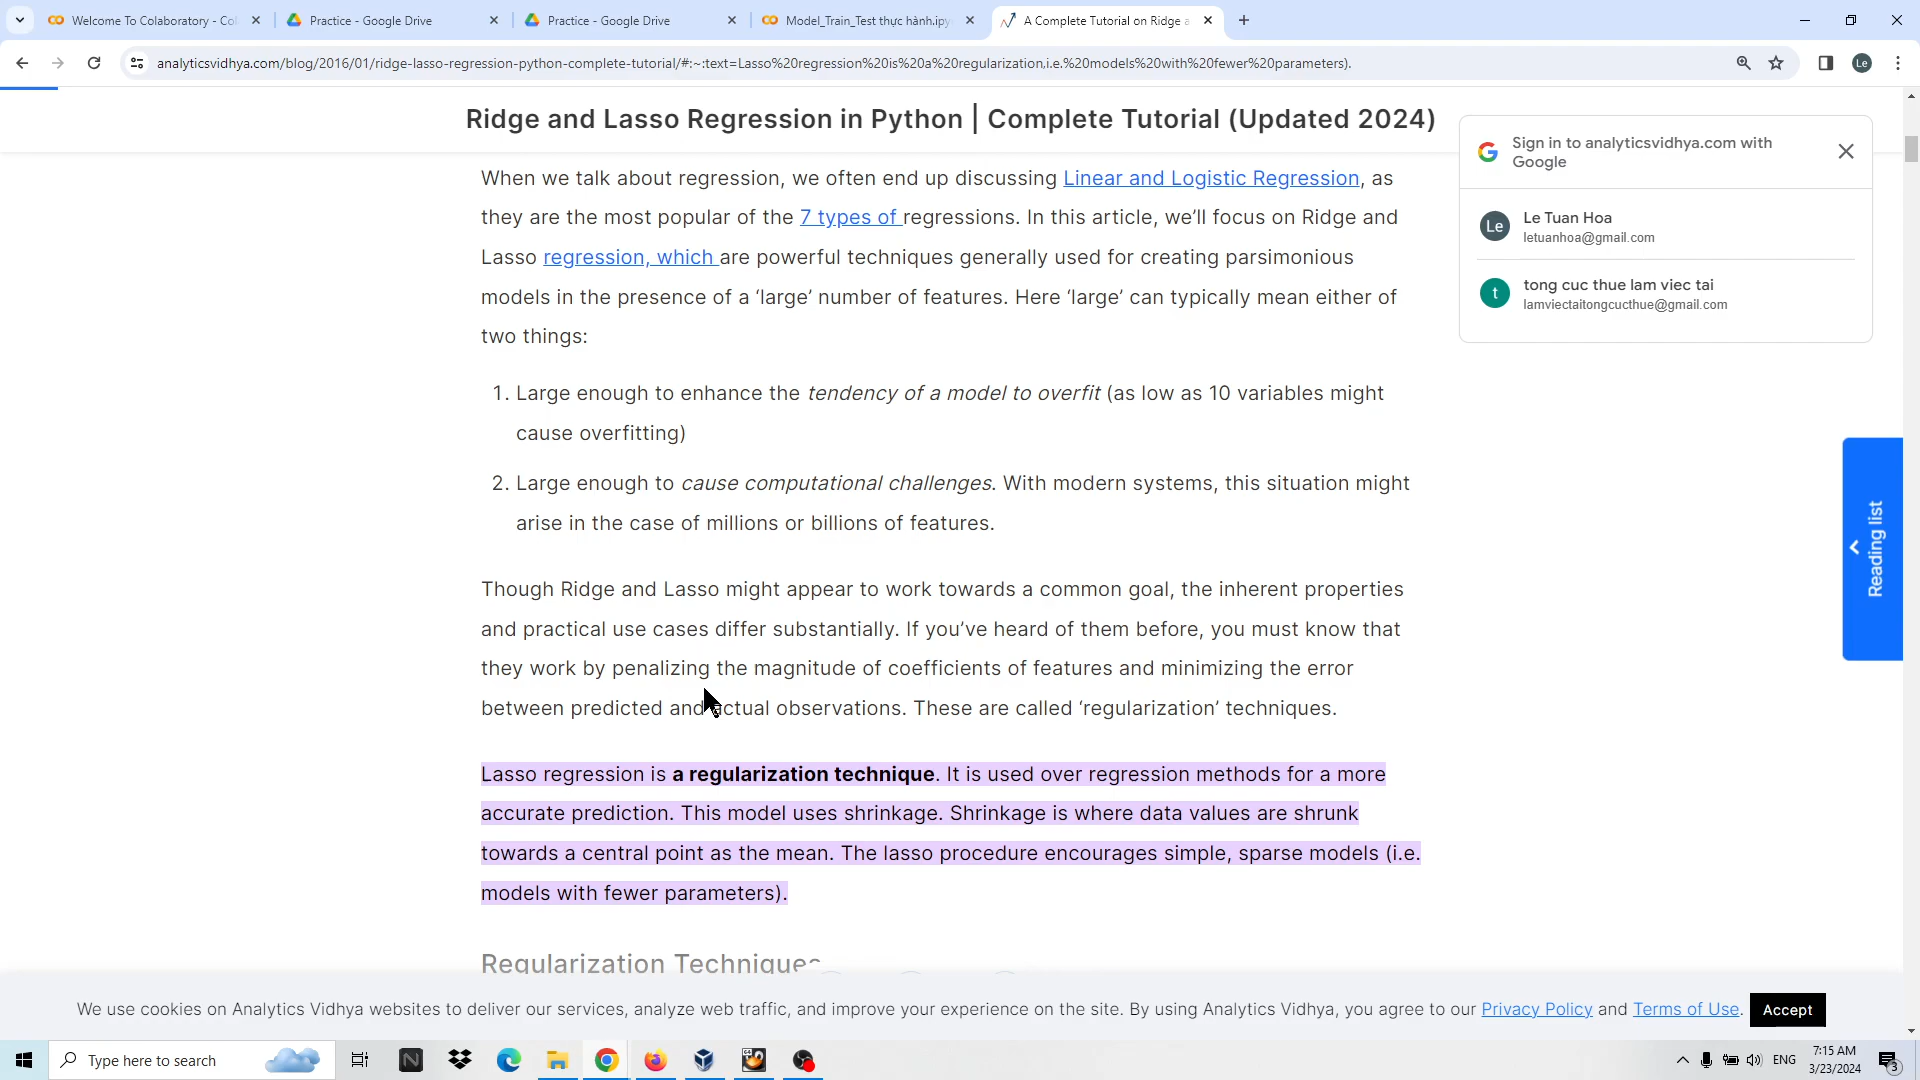 Welcome To Colaboratory - Co
Practice - Google Drive
Practice - Google Drive
Model_Train_Test thực hành.ipy
A Complete Tutorial on Ridge a
analyticsvidhya.com/blog/2016/01/ridge-lasso-regression-python-complete-tutorial/#:~:text=Lasso%20regression%20is%20a%20regularization,i.e.%20models%20with%20fewer%20parameters).
Le
Ridge and Lasso Regression in Python | Complete Tutorial (Updated 2024)
Sign in to analyticsvidhya.com with
Google
Le
Le Tuan Hoa
letuanhoa@gmail.com
t
tong cuc thue lam viec tai
lamviectaitongcucthue@gmail.com
When we talk about regression, we often end up discussing Linear and Logistic Regression, as
they are the most popular of the 7 types of regressions. In this article, we’ll focus on Ridge and
Lasso regression, which are powerful techniques generally used for creating parsimonious
models in the presence of a ‘large’ number of features. Here ‘large’ can typically mean either of
two things:
1. Large enough to enhance the tendency of a model to overfit (as low as 10 variables might
cause overfitting)
2. Large enough to cause computational challenges. With modern systems, this situation might
arise in the case of millions or billions of features.
Reading list
Though Ridge and Lasso might appear to work towards a common goal, the inherent properties
and practical use cases differ substantially. If you’ve heard of them before, you must know that
they work by penalizing the magnitude of coefficients of features and minimizing the error
between predicted and actual observations. These are called ‘regularization’ techniques.
Lasso regression is a regularization technique. It is used over regression methods for a more
accurate prediction. This model uses shrinkage. Shrinkage is where data values are shrunk
towards a central point as the mean. The lasso procedure encourages simple, sparse models (i.e.
models with fewer parameters).
Regularization Techniques
We use cookies on Analytics Vidhya websites to deliver our services, analyze web traffic, and improve your experience on the site. By using Analytics Vidhya, you agree to our Privacy Policy and Terms of Use.
Accept
Type here to search
ENG
7:15 AM
3/23/2024
3